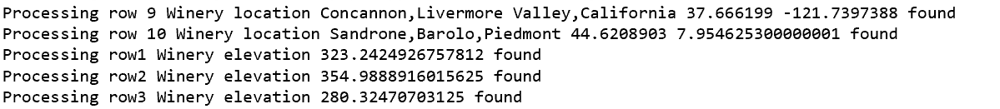 Processing row 9 Winery location Concannon,Livermore Valley,California 37.666199 -121.7397388 found
Processing row 10 Winery location Sandrone,Barolo,Piedmont 44.6208903 7.954625300000001 found
Processing row1 Winery elevation 323.2424926757812 found
Processing row2 Winery elevation 354.9888916015625 found
Processing row3 Winery elevation 280.32470703125 found